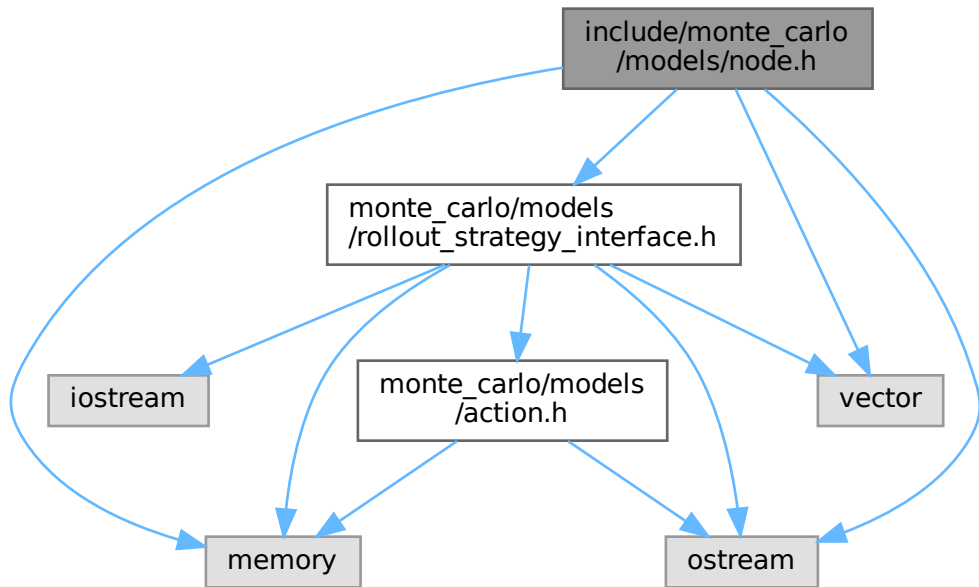 include/monte_carlo
/models/node.h
monte_carlo/models
/rollout_strategy_interface.h
iostream
monte_carlo/models
/action.h
vector
memory
ostream